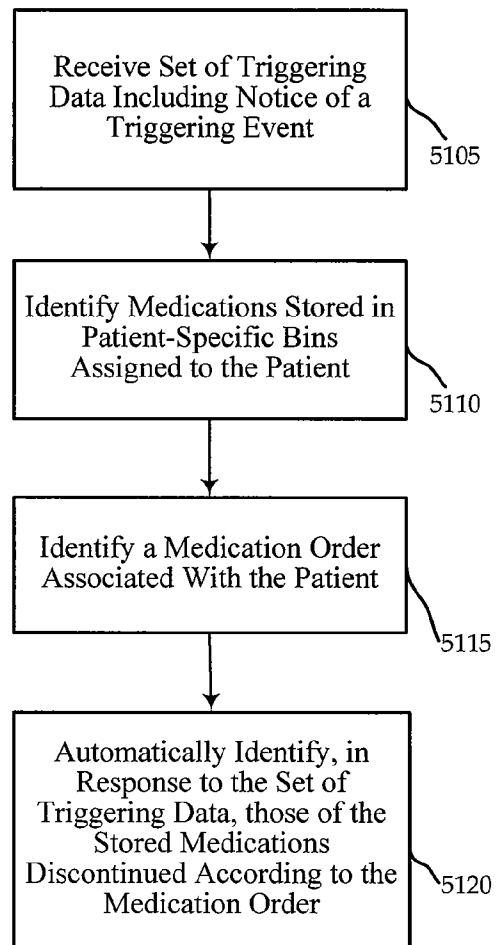 Receive Set of Triggering
Data Including Notice of a
Triggering Event
5105
Identify Medications Stored in
Patient-Specific Bins
Assigned to the Patient
5110
Identify a Medication Order
Associated With the Patient
5115
Automatically Identify, in
Response to the Set of
Triggering Data, those of the
Stored Medications
Discontinued According to the
Medication Order
5120